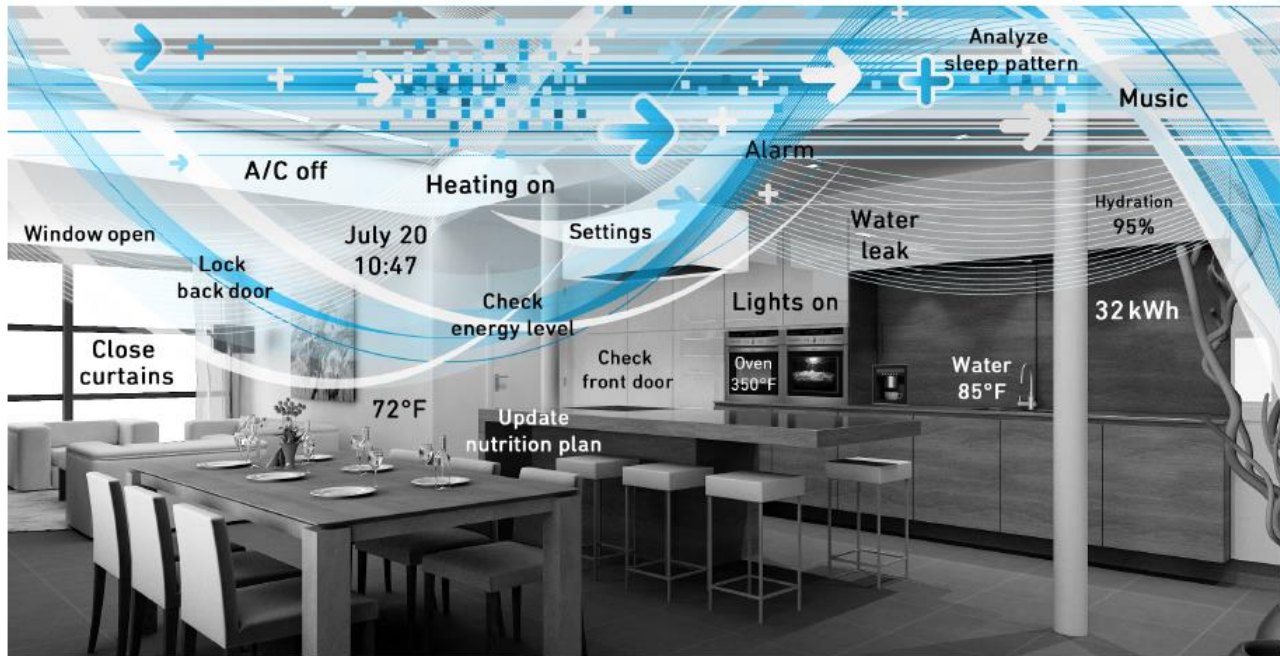 Analyze
sleep pattern
Music
Alarm
A/C off
Heating on
Hydration
95%
Window open
July 20
10:47
Settings
Water
leak
Lock
back door
Check
energy level
Lights on
32 kWh
Close
curtains
Check
front door
Oven
350°F
Water
85°F
72°F
Update
nutrition plan